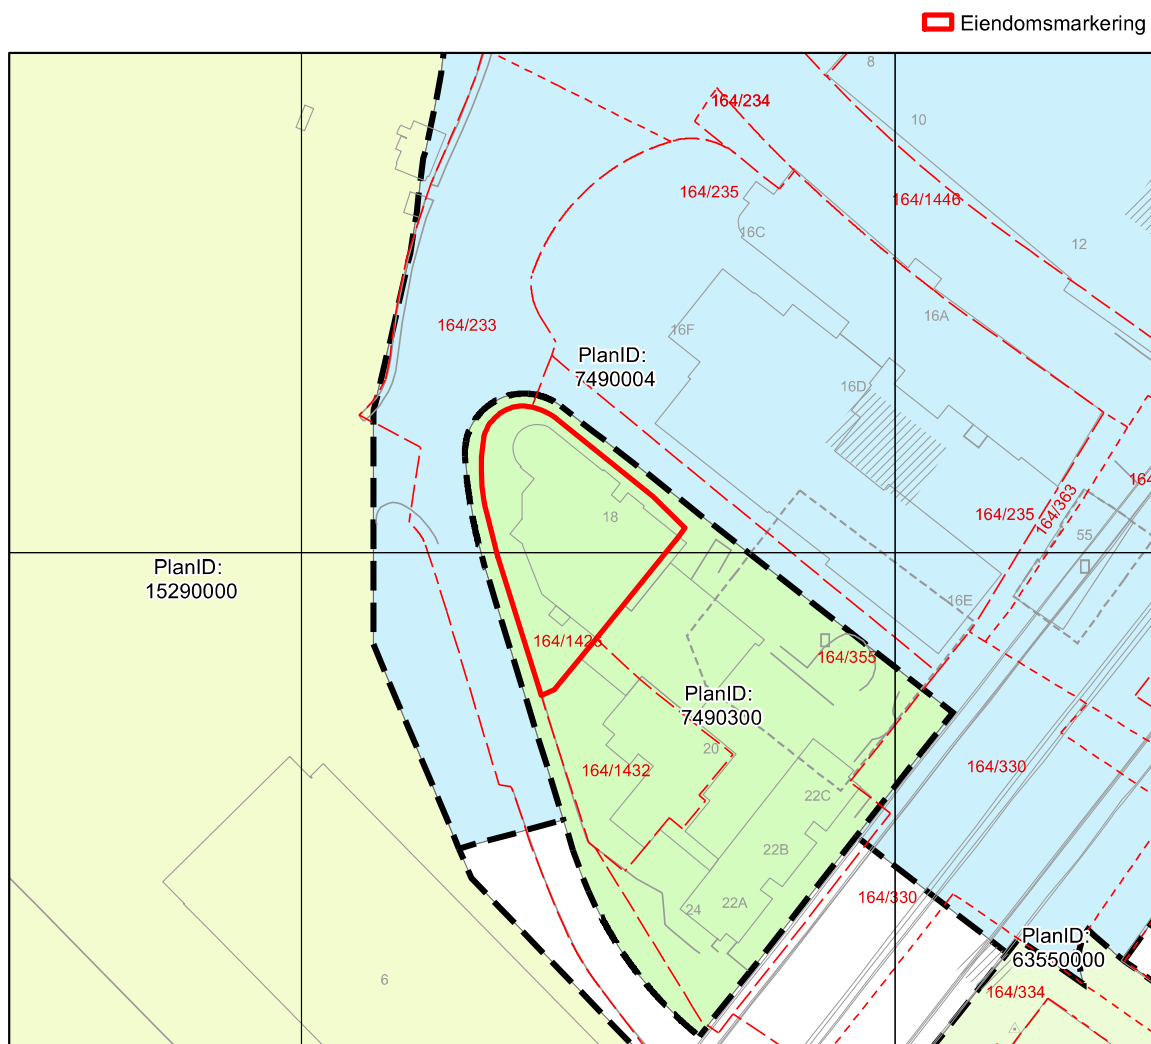 Eiendomsmarkering
8
164/234
10
164/235
164/1446
16C
12
16A
164/233
16F
PlanID:
7490004
16D
164/235
164/363
18
55
PlanID:
15290000
16E
164/355
PlanID:
7490300
20
164/1432
164/330
22C
22B
164/330
22A
24
PlanID:
63550000
6
164/334